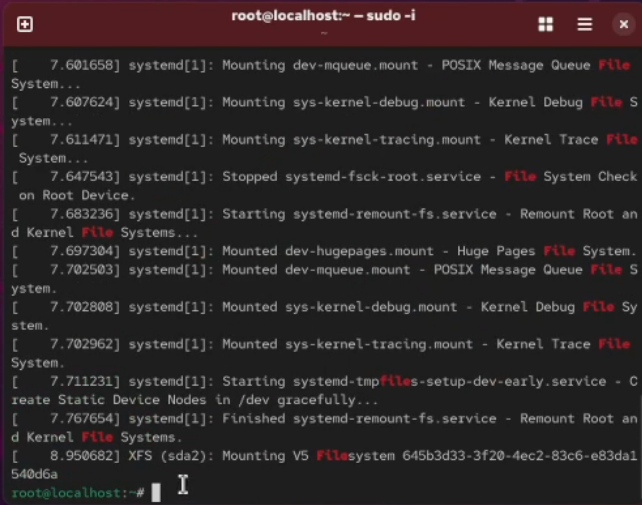 root@localhost:~ — sudo -i
~
[    7.601658] systemd[1]: Mounting dev-mqueue.mount - POSIX Message Queue File
System...
[    7.607624] systemd[1]: Mounting sys-kernel-debug.mount - Kernel Debug File S
ystem...
[    7.611471] systemd[1]: Mounting sys-kernel-tracing.mount - Kernel Trace File
 System...
[    7.647543] systemd[1]: Stopped systemd-fsck-root.service - File System Check
 on Root Device.
[    7.683236] systemd[1]: Starting systemd-remount-fs.service - Remount Root an
d Kernel File Systems...
[    7.697304] systemd[1]: Mounted dev-hugepages.mount - Huge Pages File System.
[    7.702503] systemd[1]: Mounted dev-mqueue.mount - POSIX Message Queue File S
ystem.
[    7.702808] systemd[1]: Mounted sys-kernel-debug.mount - Kernel Debug File Sy
stem.
[    7.702962] systemd[1]: Mounted sys-kernel-tracing.mount - Kernel Trace File
System.
[    7.711231] systemd[1]: Starting systemd-tmpfiles-setup-dev-early.service - C
reate Static Device Nodes in /dev gracefully...
[    7.767654] systemd[1]: Finished systemd-remount-fs.service - Remount Root an
d Kernel File Systems.
[    8.950682] XFS (sda2): Mounting V5 Filesystem 645b3d33-3f20-4ec2-83c6-e83da1
540d6a
root@localhost:~#